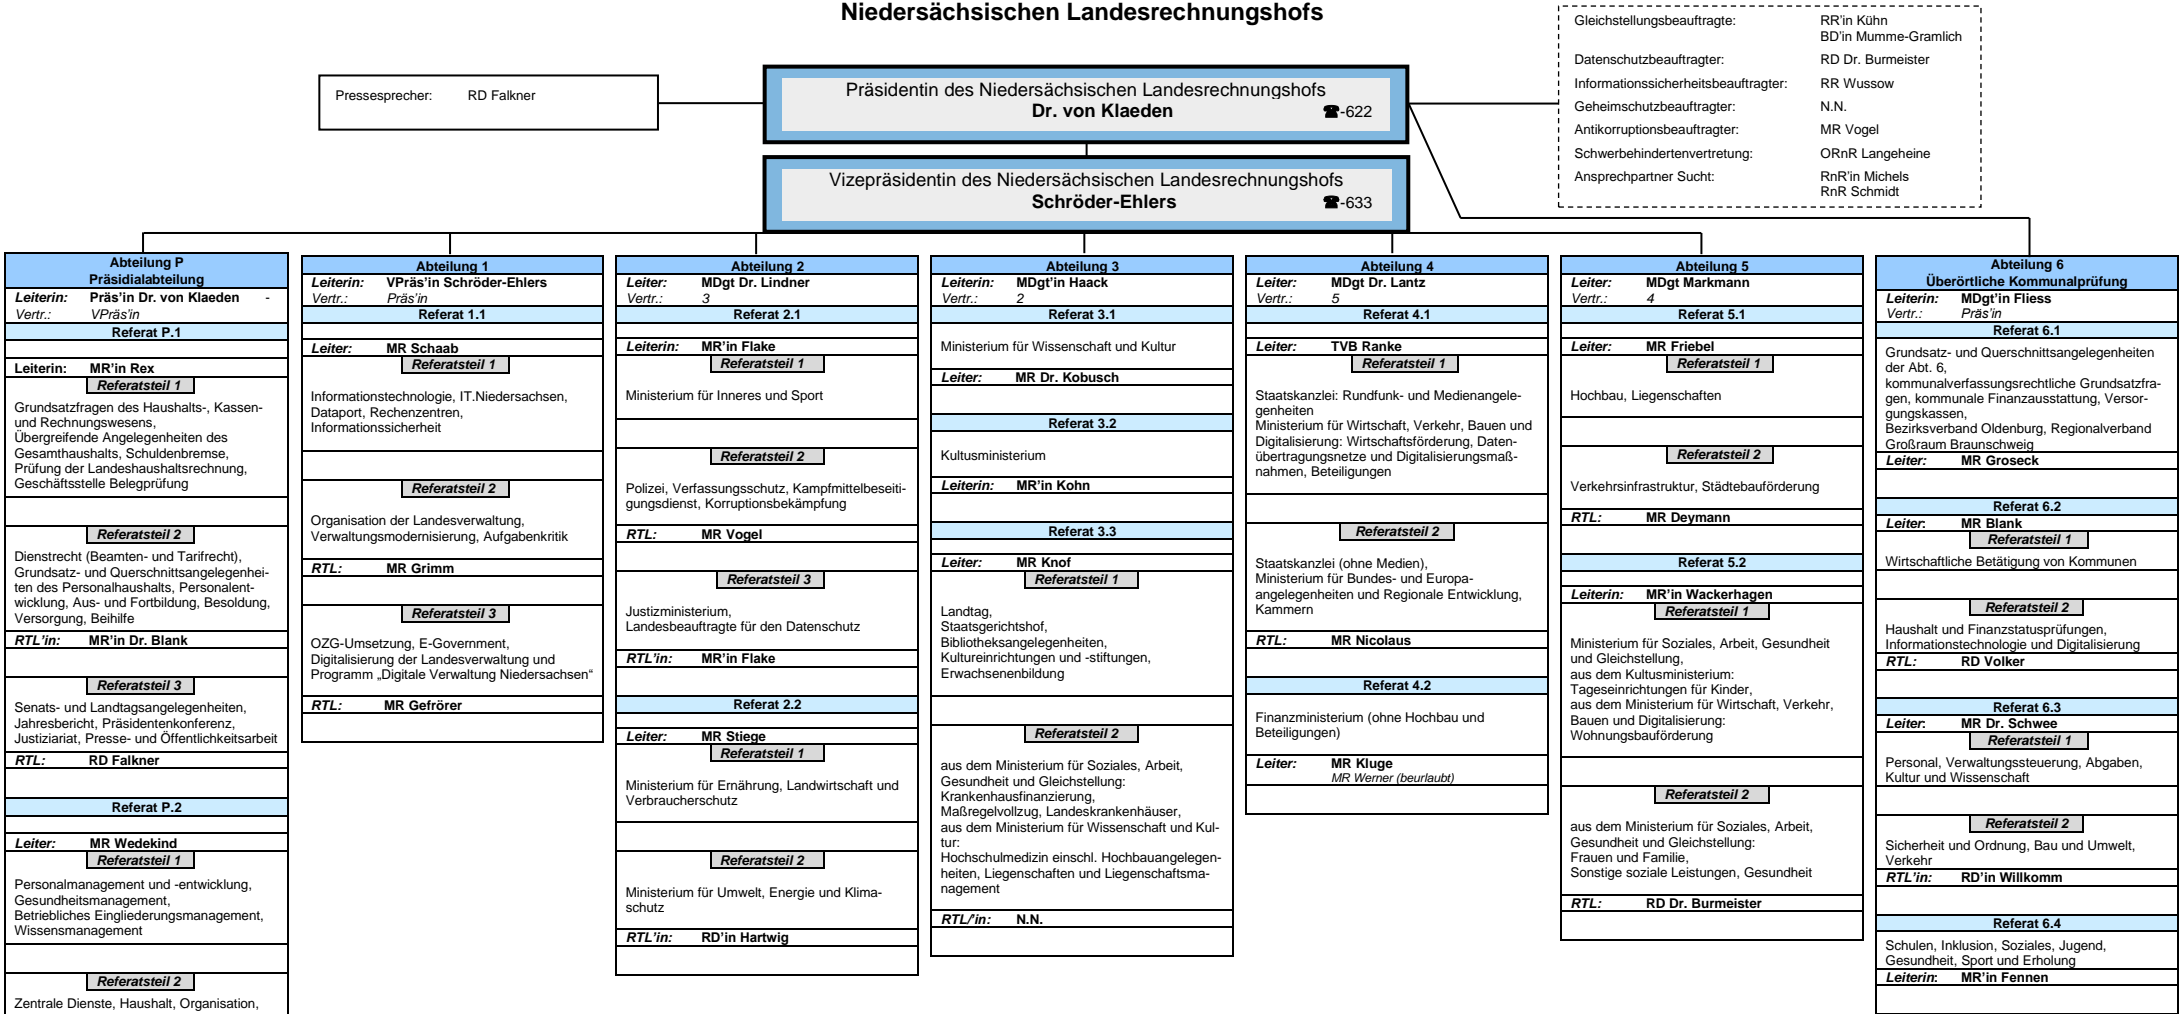 Niedersächsischen Landesrechnungshofs
Pressesprecher: RD Falkner
Präsidentin des Niedersächsischen Landesrechnungshofs
Dr. von Klaeden ☎-622
Vizepräsidentin des Niedersächsischen Landesrechnungshofs
Schröder-Ehlers ☎-633
Gleichstellungsbeauftragte: RR'in Kühn
BD'in Mumme-Gramlich
Datenschutzbeauftragter: RD Dr. Burmeister
Informationssicherheitsbeauftragter: RR Wussow
Geheimschutzbeauftragter: N.N.
Antikorruptionsbeauftragter: MR Vogel
Schwerbehindertenvertretung: ORnR Langeheine
Ansprechpartner Sucht: RnR'in Michels
RnR Schmidt
Abteilung P
Präsidialabteilung
Leiterin: Präs'in Dr. von Klaeden -
Vertr.: VPräs'in
Referat P.1
Leiterin: MR'in Rex
Referatsteil 1
Grundsatzfragen des Haushalts-, Kassen-
und Rechnungswesens,
Übergreifende Angelegenheiten des
Gesamthaushalts, Schuldenbremse,
Prüfung der Landeshaushaltsrechnung,
Geschäftsstelle Belegprüfung
Referatsteil 2
Dienstrecht (Beamten- und Tarifrecht),
Grundsatz- und Querschnittsangelegenhei-
ten des Personalhaushalts, Personalent-
wicklung, Aus- und Fortbildung, Besoldung,
Versorgung, Beihilfe
RTL'in: MR'in Dr. Blank
Referatsteil 3
Senats- und Landtagsangelegenheiten,
Jahresbericht, Präsidentenkonferenz,
Justiziariat, Presse- und Öffentlichkeitsarbeit
RTL: RD Falkner
Referat P.2
Leiter: MR Wedekind
Referatsteil 1
Personalmanagement und -entwicklung,
Gesundheitsmanagement,
Betriebliches Eingliederungsmanagement,
Wissensmanagement
Referatsteil 2
Zentrale Dienste, Haushalt, Organisation,
Abteilung 1
Leiterin: VPräs'in Schröder-Ehlers
Vertr.: Präs'in
Referat 1.1
Leiter: MR Schaab
Referatsteil 1
Informationstechnologie, IT.Niedersachsen,
Dataport, Rechenzentren,
Informationssicherheit
Referatsteil 2
Organisation der Landesverwaltung,
Verwaltungsmodernisierung, Aufgabenkritik
RTL: MR Grimm
Referatsteil 3
OZG-Umsetzung, E-Government,
Digitalisierung der Landesverwaltung und
Programm „Digitale Verwaltung Niedersachsen“
RTL: MR Gefrörer
Abteilung 2
Leiter: MDgt Dr. Lindner
Vertr.: 3
Referat 2.1
Leiterin: MR'in Flake
Referatsteil 1
Ministerium für Inneres und Sport
Referatsteil 2
Polizei, Verfassungsschutz, Kampfmittelbeseiti-
gungsdienst, Korruptionsbekämpfung
RTL: MR Vogel
Referatsteil 3
Justizministerium,
Landesbeauftragte für den Datenschutz
RTL'in: MR'in Flake
Referat 2.2
Leiter: MR Stiege
Referatsteil 1
Ministerium für Ernährung, Landwirtschaft und
Verbraucherschutz
Referatsteil 2
Ministerium für Umwelt, Energie und Klima-
schutz
RTL'in: RD'in Hartwig
Abteilung 3
Leiterin: MDgt'in Haack
Vertr.: 2
Referat 3.1
Ministerium für Wissenschaft und Kultur
Leiter: MR Dr. Kobusch
Referat 3.2
Kultusministerium
Leiterin: MR'in Kohn
Referat 3.3
Leiter: MR Knof
Referatsteil 1
Landtag,
Staatsgerichtshof,
Bibliotheksangelegenheiten,
Kultureinrichtungen und -stiftungen,
Erwachsenenbildung
Referatsteil 2
aus dem Ministerium für Soziales, Arbeit,
Gesundheit und Gleichstellung:
Krankenhausfinanzierung,
Maßregelvollzug, Landeskrankenhäuser,
aus dem Ministerium für Wissenschaft und Kul-
tur:
Hochschulmedizin einschl. Hochbauangelegen-
heiten, Liegenschaften und Liegenschaftsma-
nagement
RTL/'in: N.N.
Abteilung 4
Leiter: MDgt Dr. Lantz
Vertr.: 5
Referat 4.1
Leiter: TVB Ranke
Referatsteil 1
Staatskanzlei: Rundfunk- und Medienangele-
genheiten
Ministerium für Wirtschaft, Verkehr, Bauen und
Digitalisierung: Wirtschaftsförderung, Daten-
übertragungsnetze und Digitalisierungsmaß-
nahmen, Beteiligungen
Referatsteil 2
Staatskanzlei (ohne Medien),
Ministerium für Bundes- und Europa-
angelegenheiten und Regionale Entwicklung,
Kammern
RTL: MR Nicolaus
Referat 4.2
Finanzministerium (ohne Hochbau und
Beteiligungen)
Leiter: MR Kluge
MR Werner (beurlaubt)
Abteilung 5
Leiter: MDgt Markmann
Vertr.: 4
Referat 5.1
Leiter: MR Friebel
Referatsteil 1
Hochbau, Liegenschaften
Referatsteil 2
Verkehrsinfrastruktur, Städtebauförderung
RTL: MR Deymann
Referat 5.2
Leiterin: MR'in Wackerhagen
Referatsteil 1
Ministerium für Soziales, Arbeit, Gesundheit
und Gleichstellung,
aus dem Kultusministerium:
Tageseinrichtungen für Kinder,
aus dem Ministerium für Wirtschaft, Verkehr,
Bauen und Digitalisierung:
Wohnungsbauförderung
Referatsteil 2
aus dem Ministerium für Soziales, Arbeit,
Gesundheit und Gleichstellung:
Frauen und Familie,
Sonstige soziale Leistungen, Gesundheit
RTL: RD Dr. Burmeister
Abteilung 6
Überörtliche Kommunalprüfung
Leiterin: MDgt'in Fliess
Vertr.: Präs'in
Referat 6.1
Grundsatz- und Querschnittsangelegenheiten
der Abt. 6,
kommunalverfassungsrechtliche Grundsatzfra-
gen, kommunale Finanzausstattung, Versor-
gungskassen,
Bezirksverband Oldenburg, Regionalverband
Großraum Braunschweig
Leiter: MR Groseck
Referat 6.2
Leiter: MR Blank
Referatsteil 1
Wirtschaftliche Betätigung von Kommunen
Referatsteil 2
Haushalt und Finanzstatusprüfungen,
Informationstechnologie und Digitalisierung
RTL: RD Volker
Referat 6.3
Leiter: MR Dr. Schwee
Referatsteil 1
Personal, Verwaltungssteuerung, Abgaben,
Kultur und Wissenschaft
Referatsteil 2
Sicherheit und Ordnung, Bau und Umwelt,
Verkehr
RTL'in: RD'in Willkomm
Referat 6.4
Schulen, Inklusion, Soziales, Jugend,
Gesundheit, Sport und Erholung
Leiterin: MR'in Fennen